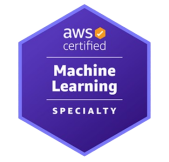 aws
certified
Machine
Learning
SPECIALTY